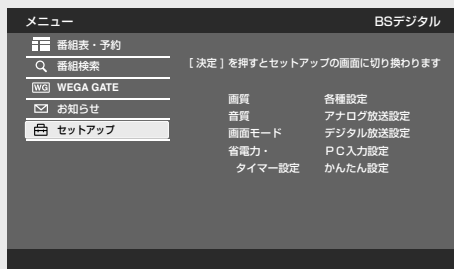 メニュー
BSデジタル
番組表・予約
番組検索
[ 決定 ] を押すとセットアップの画面に切り換わります
WG WEGA GATE
お知らせ
セットアップ
画質 各種設定
音質 アナログ放送設定
画面モード デジタル放送設定
省電力・ ＰＣ入力設定
タイマー設定 かんたん設定